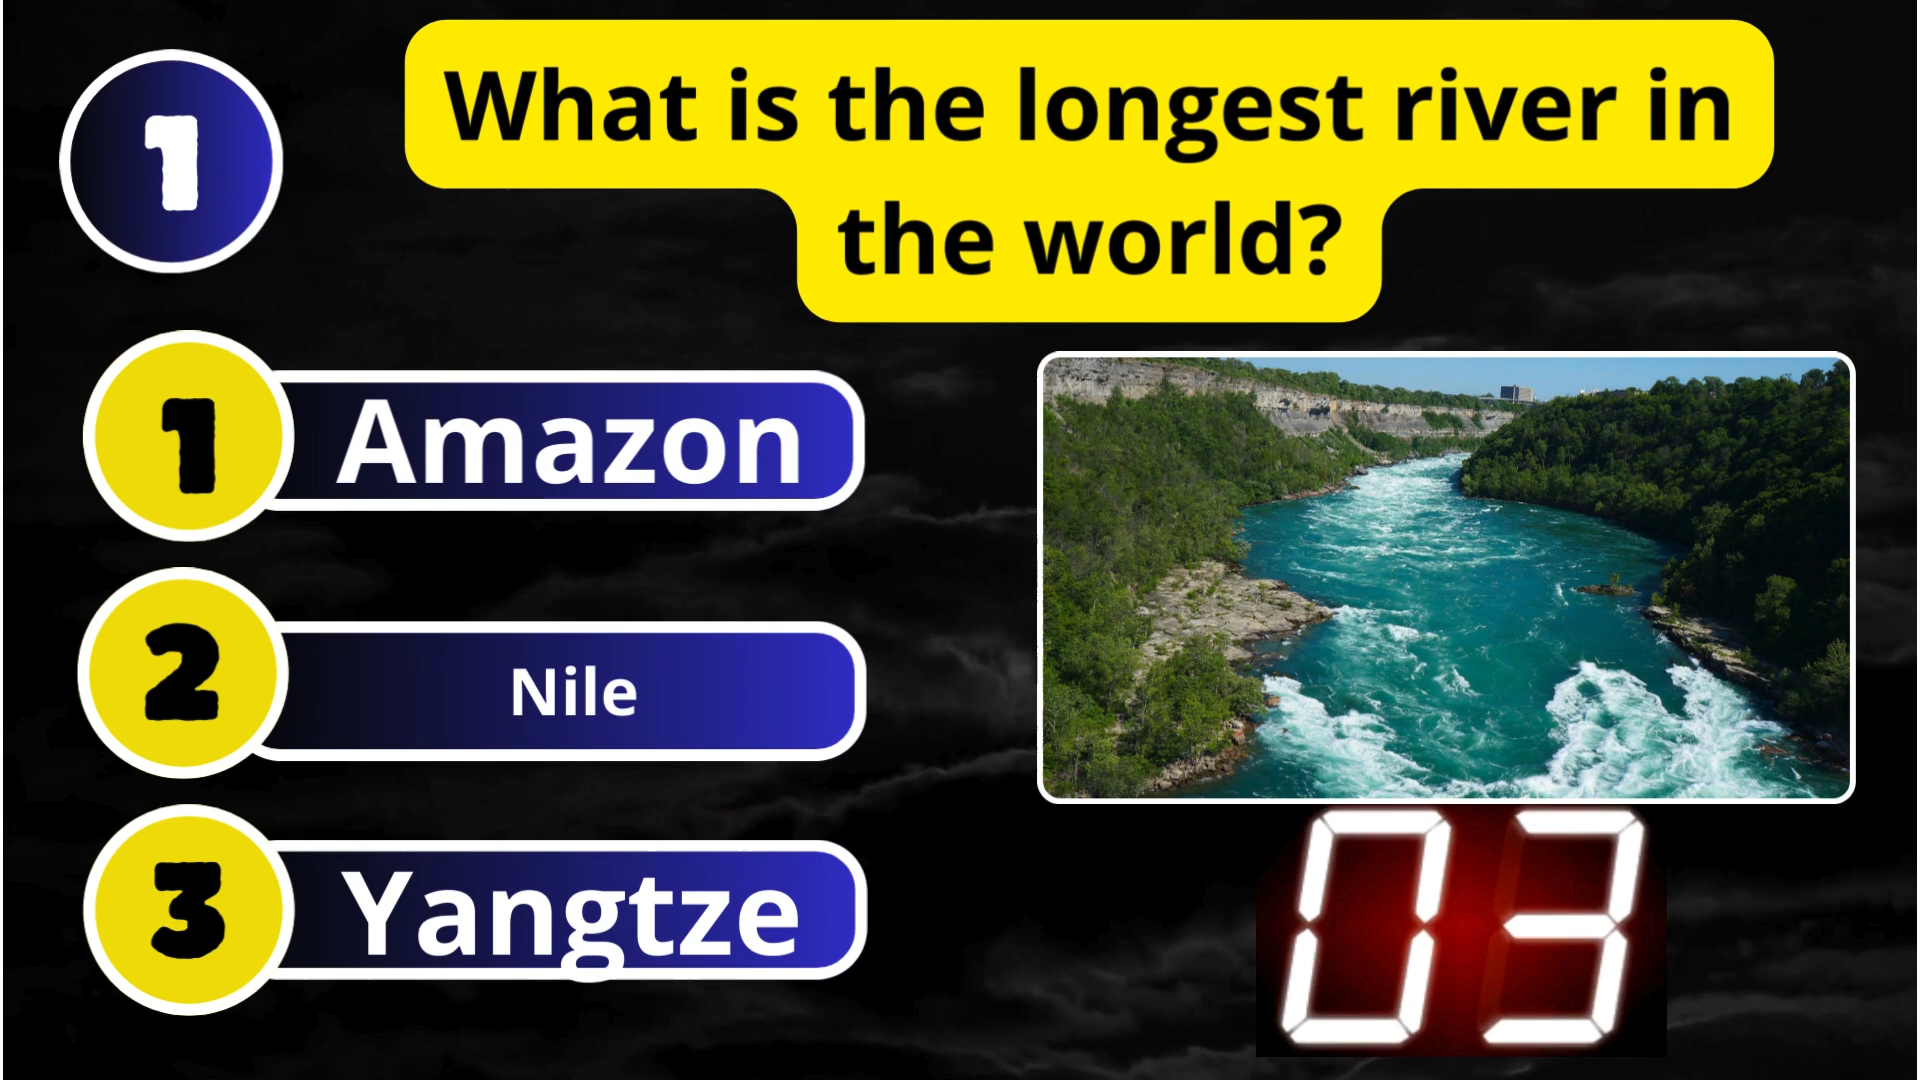 1
What is the longest river in
the world?
1
Amazon
2
Nile
3
Yangtze
03